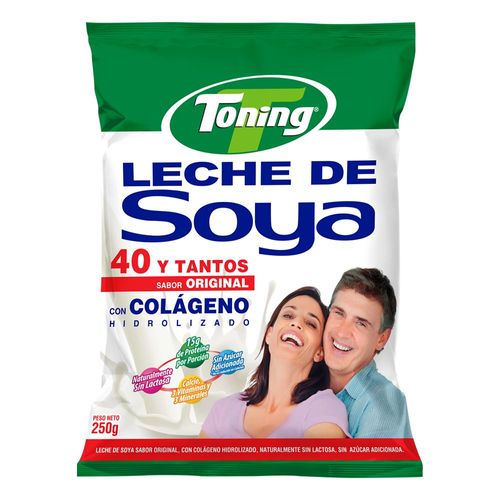 Toning®
LECHE DE
Soya
40 Y TANTOS
SABOR ORIGINAL
CON COLÁGENO
HIDROLIZADO
15g
de Proteína
por Porción
Naturalmente
Sin Lactosa
Sin Azúcar
Adicionada
Calcio,
3 Vitaminas y
3 Minerales
PESO NETO
250g
LECHE DE SOYA SABOR ORIGINAL, CON COLÁGENO HIDROLIZADO, NATURALMENTE SIN LACTOSA, SIN AZÚCAR ADICIONADA.